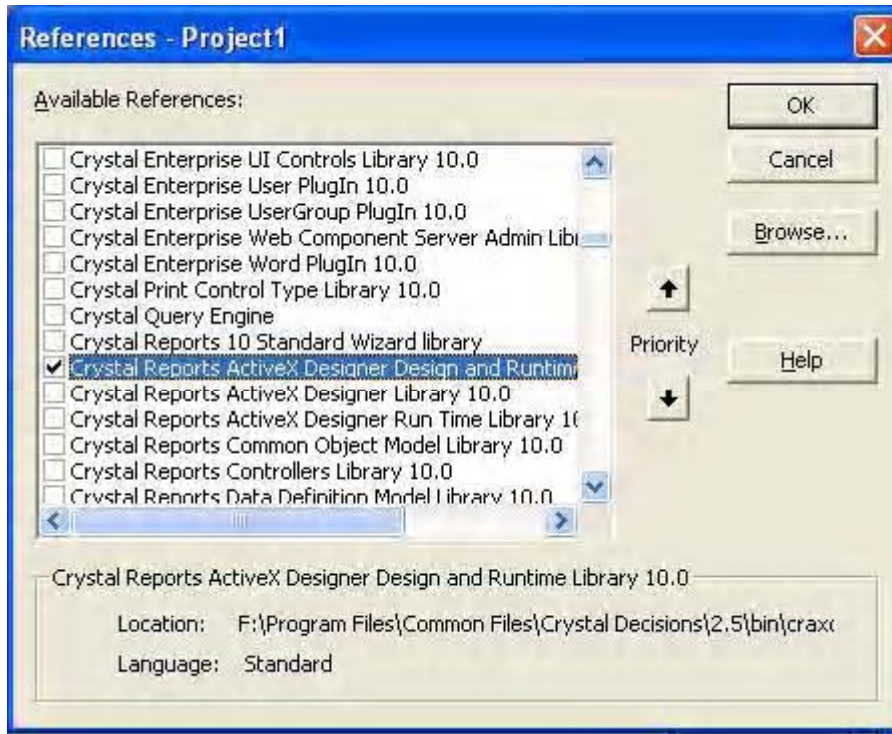 References - Project1
Available References:
OK
Cancel
Browse...
Priority
Help
Crystal Enterprise UI Controls Library 10.0
Crystal Enterprise User PlugIn 10.0
Crystal Enterprise UserGroup PlugIn 10.0
Crystal Enterprise Web Component Server Admin
Crystal Enterprise Word PlugIn 10.0
Crystal Print Control Type Library 10.0
Crystal Query Engine
Crystal Reports 10 Standard Wizard library
Crystal Reports ActiveX Designer Design and
Crystal Reports ActiveX Designer Library 10.0
Crystal Reports ActiveX Designer Run Time Library
Crystal Reports Common Object Model Library 10.0
Crystal Reports Controllers Library 10.0
Crystal Reports Data Definition Model Library 10.0
Crystal Reports ActiveX Designer Design and Runtime Library 10.0
Location: F:\Program Files\Common Files\Crystal Decisions\2.5\bin\
Language: Standard